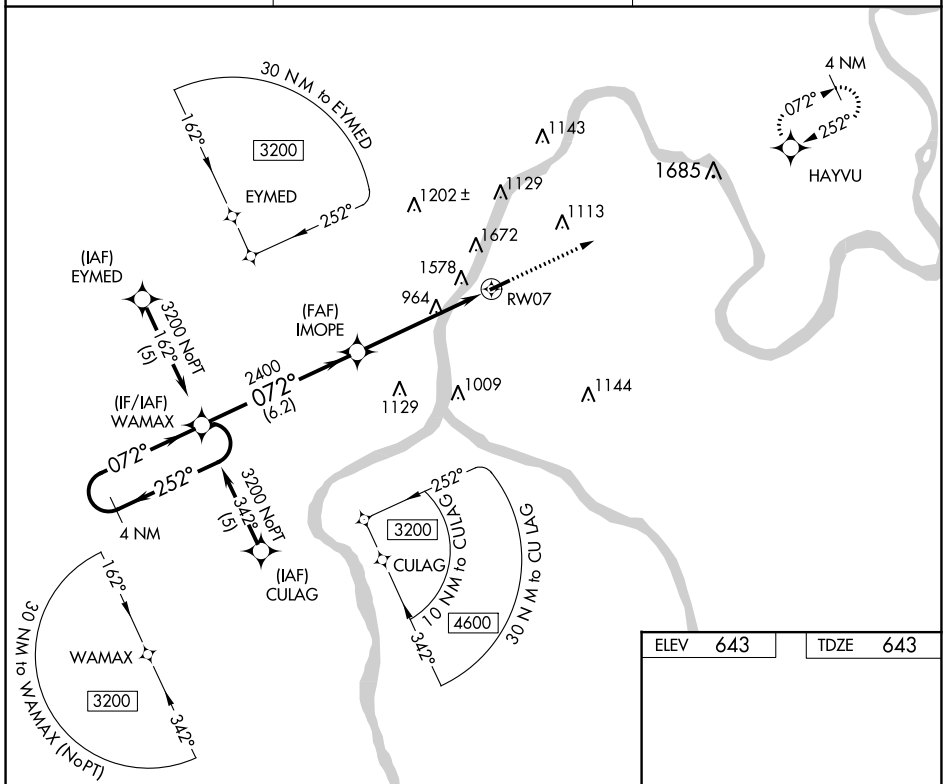 30 NM to EYMED
162°
3200
EYMED
252°
4 NM
072°
252°
HAYVU
1143
1685
1129
1202 ±
1113
1672
1578
964
RW07
(IAF)
EYMED
3200 NoPT
162°
(5)
(FAF)
IMOPE
2400
072°
(6.2)
(IF/IAF)
WAMAX
1129
1009
1144
072°
252°
4 NM
3200 NoPT
342°
(5)
(IAF)
CULAG
252°
3200
CULAG
10 NM to CULAG
4600
30 NM to CULAG
342°
162°
WAMAX
3200
30 NM to WAMAX (NoPT)
342°
ELEV 643
TDZE 643